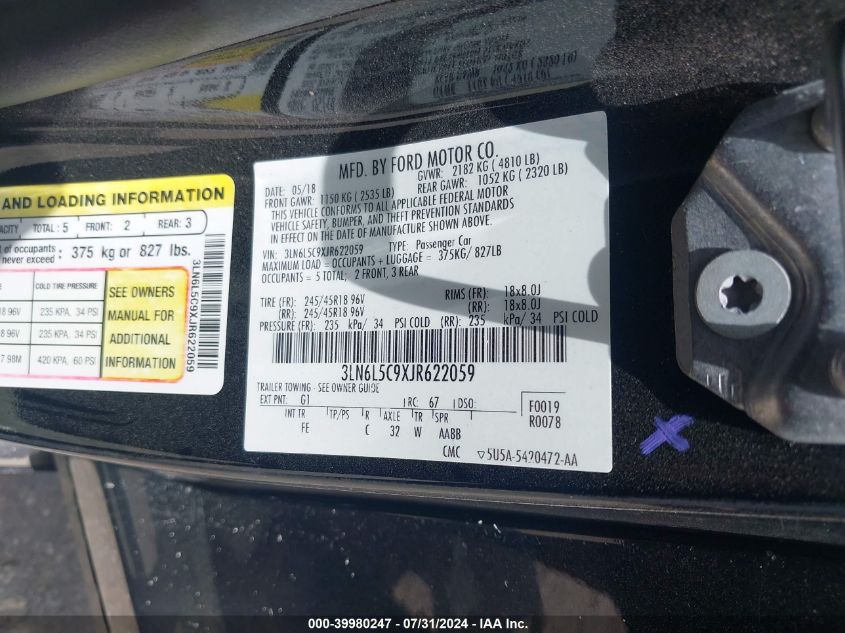 AND LOADING INFORMATION
TOTAL: 5 FRONT: 2 REAR: 3
of occupants never exceed : 375 kg or 827 lbs.
COLD TIRE PRESSURE
235 KPA, 34 PSI
235 KPA, 34 PSI
420 KPA, 60 PSI
SEE OWNERS
MANUAL FOR
ADDITIONAL
INFORMATION
3LN6L5C9XJR622059
MFD. BY FORD MOTOR CO.
DATE: 05/18 GVWR: 2182 KG ( 4810 LB)
FRONT GAWR: 1150 KG ( 2535 LB) REAR GAWR: 1052 KG ( 2320 LB)
THIS VEHICLE CONFORMS TO ALL APPLICABLE FEDERAL MOTOR
VEHICLE SAFETY, BUMPER, AND THEFT PREVENTION STANDARDS
IN EFFECT ON THE DATE OF MANUFACTURE SHOWN ABOVE.
VIN: 3LN6L5C9XJR622059 TYPE: Passenger Car
MAXIMUM LOAD = OCCUPANTS + LUGGAGE = 375KG/ 827LB
OCCUPANTS = 5 TOTAL; 2 FRONT, 3 REAR
TIRE (FR): 245/45R18 96V RIMS (FR): 18x8.0J
(RR): 245/45R18 96V (RR): 18x8.0J
PRESSURE (FR): 235 kPa/ 34 PSI COLD (RR): 235 kPa/ 34 PSI COLD
3LN6L5C9XJR622059
TRAILER TOWING - SEE OWNER GUIDE
EXT PNT: G1 RC: 67 DSO: F0019
INT TR TP/PS R AXLE TR SPR R0078
FE C 32 W AABB
CMC 5U5A-5420472-AA
000-39980247 - 07/31/2024 - IAA Inc.